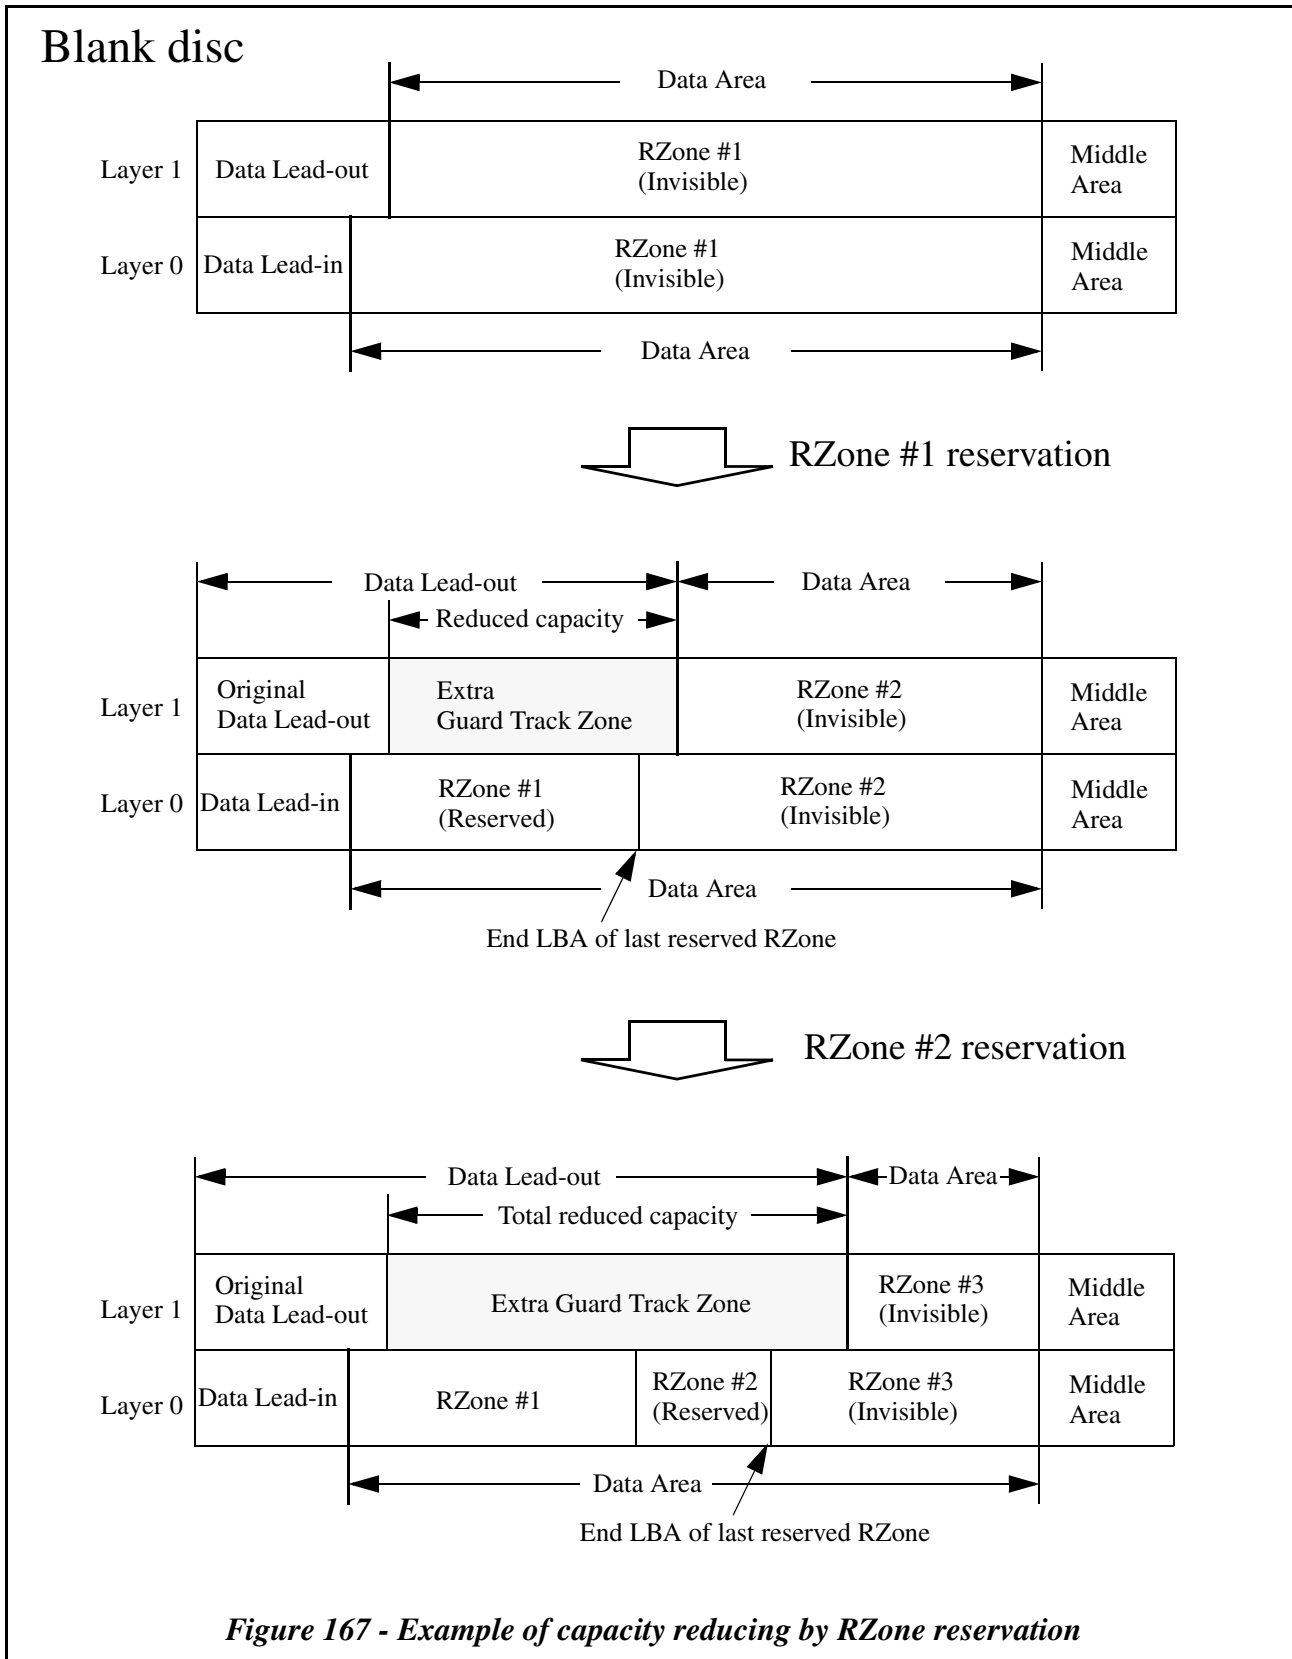 Blank disc
Data Area
Layer 1
Data Lead-out
RZone #1
(Invisible)
Middle
Area
Layer 0
Data Lead-in
RZone #1
(Invisible)
Middle
Area
Data Area
RZone #1 reservation
Data Lead-out
Data Area
Reduced capacity
Layer 1
Original
Data Lead-out
Extra
Guard Track Zone
RZone #2
(Invisible)
Middle
Area
Layer 0
Data Lead-in
RZone #1
(Reserved)
RZone #2
(Invisible)
Middle
Area
Data Area
End LBA of last reserved RZone
RZone #2 reservation
Data Lead-out
Data Area
Total reduced capacity
Layer 1
Original
Data Lead-out
Extra Guard Track Zone
RZone #3
(Invisible)
Middle
Area
Layer 0
Data Lead-in
RZone #1
RZone #2
(Reserved)
RZone #3
(Invisible)
Middle
Area
Data Area
End LBA of last reserved RZone
Figure 167 - Example of capacity reducing by RZone reservation